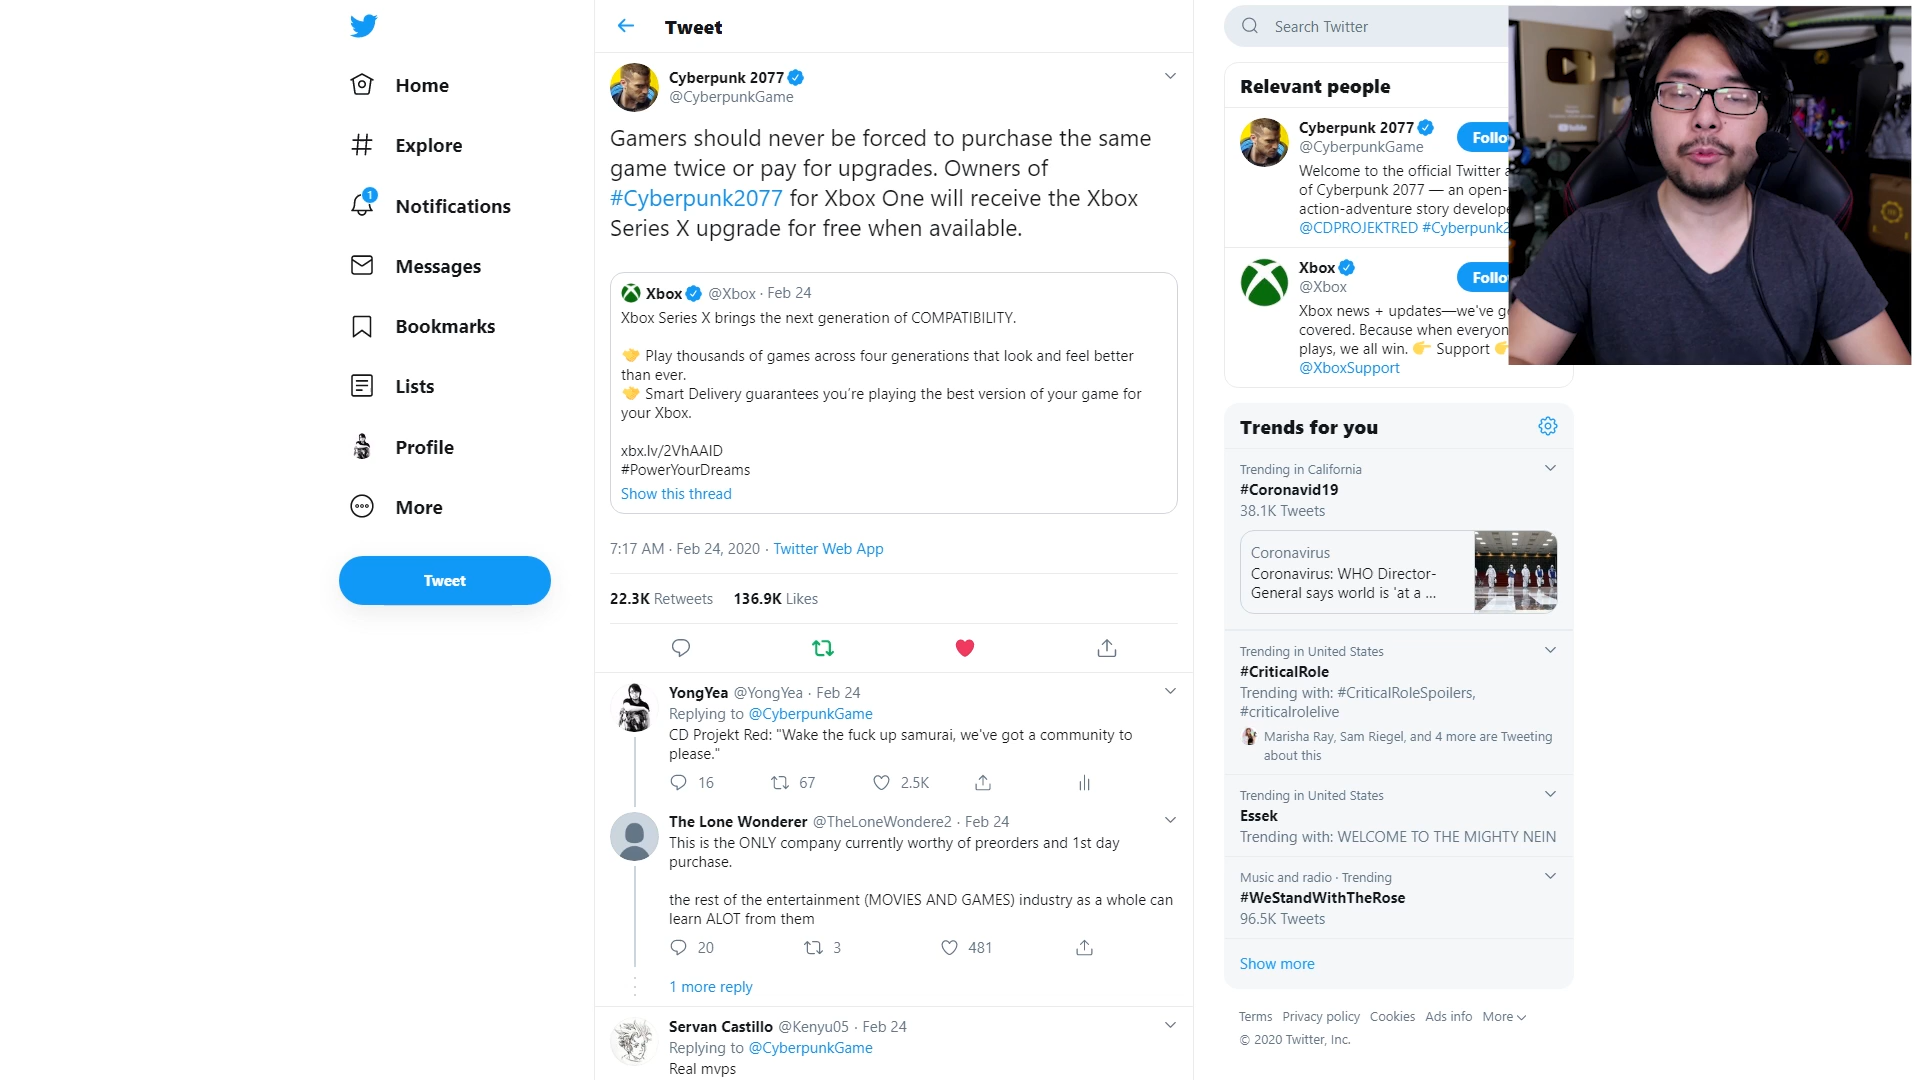 Home
Explore
1
Notifications
Messages
Bookmarks
Lists
Profile
More
Tweet
Tweet
Cyberpunk 2077
@CyberpunkGame
Gamers should never be forced to purchase the same
game twice or pay for upgrades. Owners of
#Cyberpunk2077 for Xbox One will receive the Xbox
Series X upgrade for free when available.
Xbox @Xbox · Feb 24
Xbox Series X brings the next generation of COMPATIBILITY.
Play thousands of games across four generations that look and feel better
than ever.
Smart Delivery guarantees you're playing the best version of your game for
your Xbox.
xbx.lv/2VhAAID
#PowerYourDreams
Show this thread
7:17 AM · Feb 24, 2020 · Twitter Web App
22.3K Retweets 136.9K Likes
YongYea @YongYea · Feb 24
Replying to @CyberpunkGame
CD Projekt Red: "Wake the fuck up samurai, we've got a community to
please."
16 67 2.5K
The Lone Wonderer @TheLoneWondere2 · Feb 24
This is the ONLY company currently worthy of preorders and 1st day
purchase.
the rest of the entertainment (MOVIES AND GAMES) industry as a whole can
learn ALOT from them
20 3 481
1 more reply
Servan Castillo @Kenyu05 · Feb 24
Replying to @CyberpunkGame
Real mvps
Search Twitter
Relevant people
Cyberpunk 2077
@CyberpunkGame
Follo
Welcome to the official Twitter a
of Cyberpunk 2077 — an open-
action-adventure story develope
@CDPROJEKTRED #Cyberpunk2
Xbox
@Xbox
Follo
Xbox news + updates—we've g
covered. Because when everyon
plays, we all win. Support
@XboxSupport
Trends for you
Trending in California
#Coronavid19
38.1K Tweets
Coronavirus
Coronavirus: WHO Director-
General says world is 'at a ...
Trending in United States
#CriticalRole
Trending with: #CriticalRoleSpoilers,
#criticalrolelive
Marisha Ray, Sam Riegel, and 4 more are Tweeting
about this
Trending in United States
Essek
Trending with: WELCOME TO THE MIGHTY NEIN
Music and radio · Trending
#WeStandWithTheRose
96.5K Tweets
Show more
Terms Privacy policy Cookies Ads info More
© 2020 Twitter, Inc.